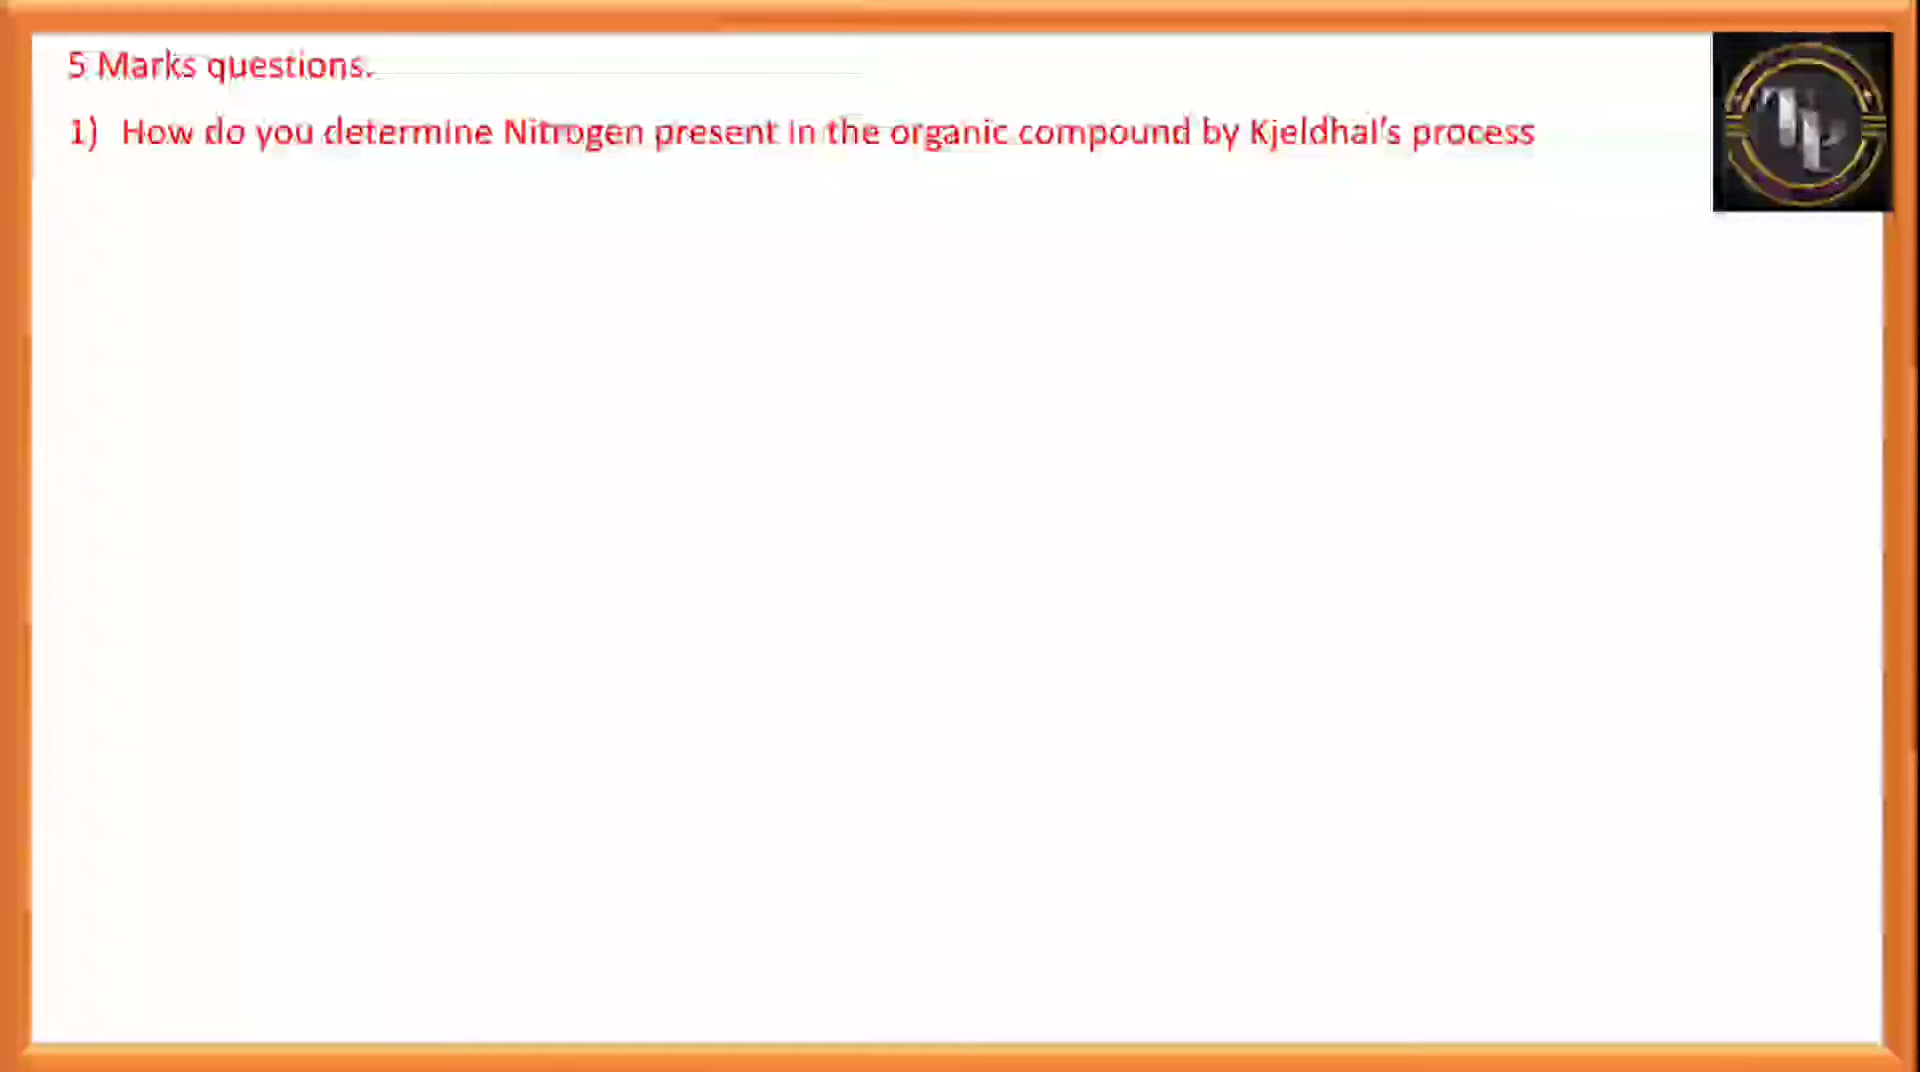 5 Marks questions.
1) How do you determine Nitrogen present in the organic compound by Kjeldhal's process